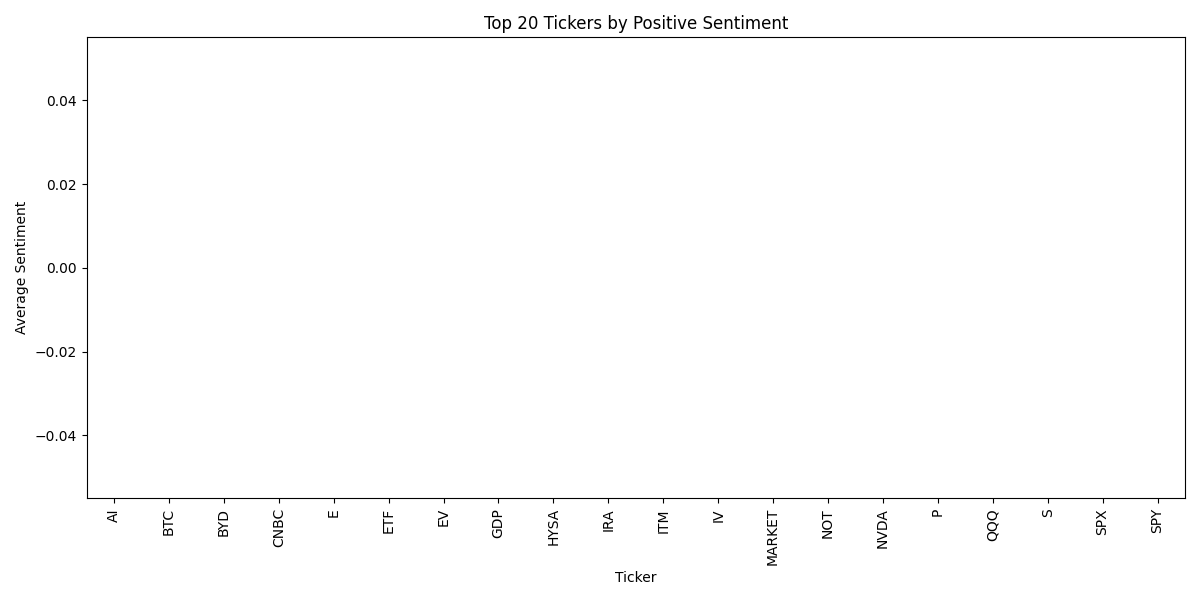 Top 20 Tickers by Positive Sentiment
Average Sentiment
0.04
0.02
0.00
−0.02
−0.04
AI
BTC
BYD
CNBC
E
ETF
EV
GDP
HYSA
IRA
ITM
IV
MARKET
NOT
NVDA
P
QQQ
S
SPX
SPY
Ticker